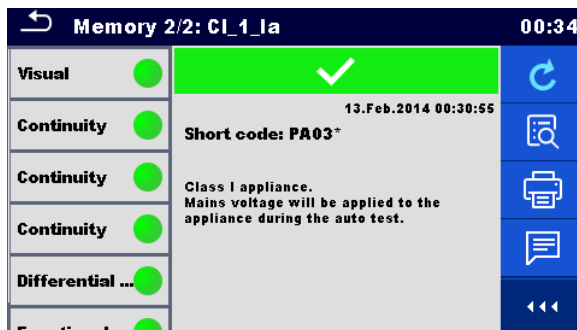 Memory 2/2: Cl_1_Ia
00:34
Visual
Continuity
Continuity
Continuity
Differential ...
13.Feb.2014 00:30:55
Short code: PA03*
Class I appliance.
Mains voltage will be applied to the
appliance during the auto test.